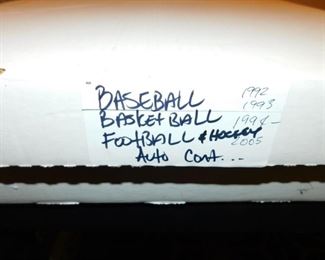 BASEBALL 1992
1993
BASKETBALL 1994-
FOOTBALL & HOCKEY 2005
AUTO CONT...